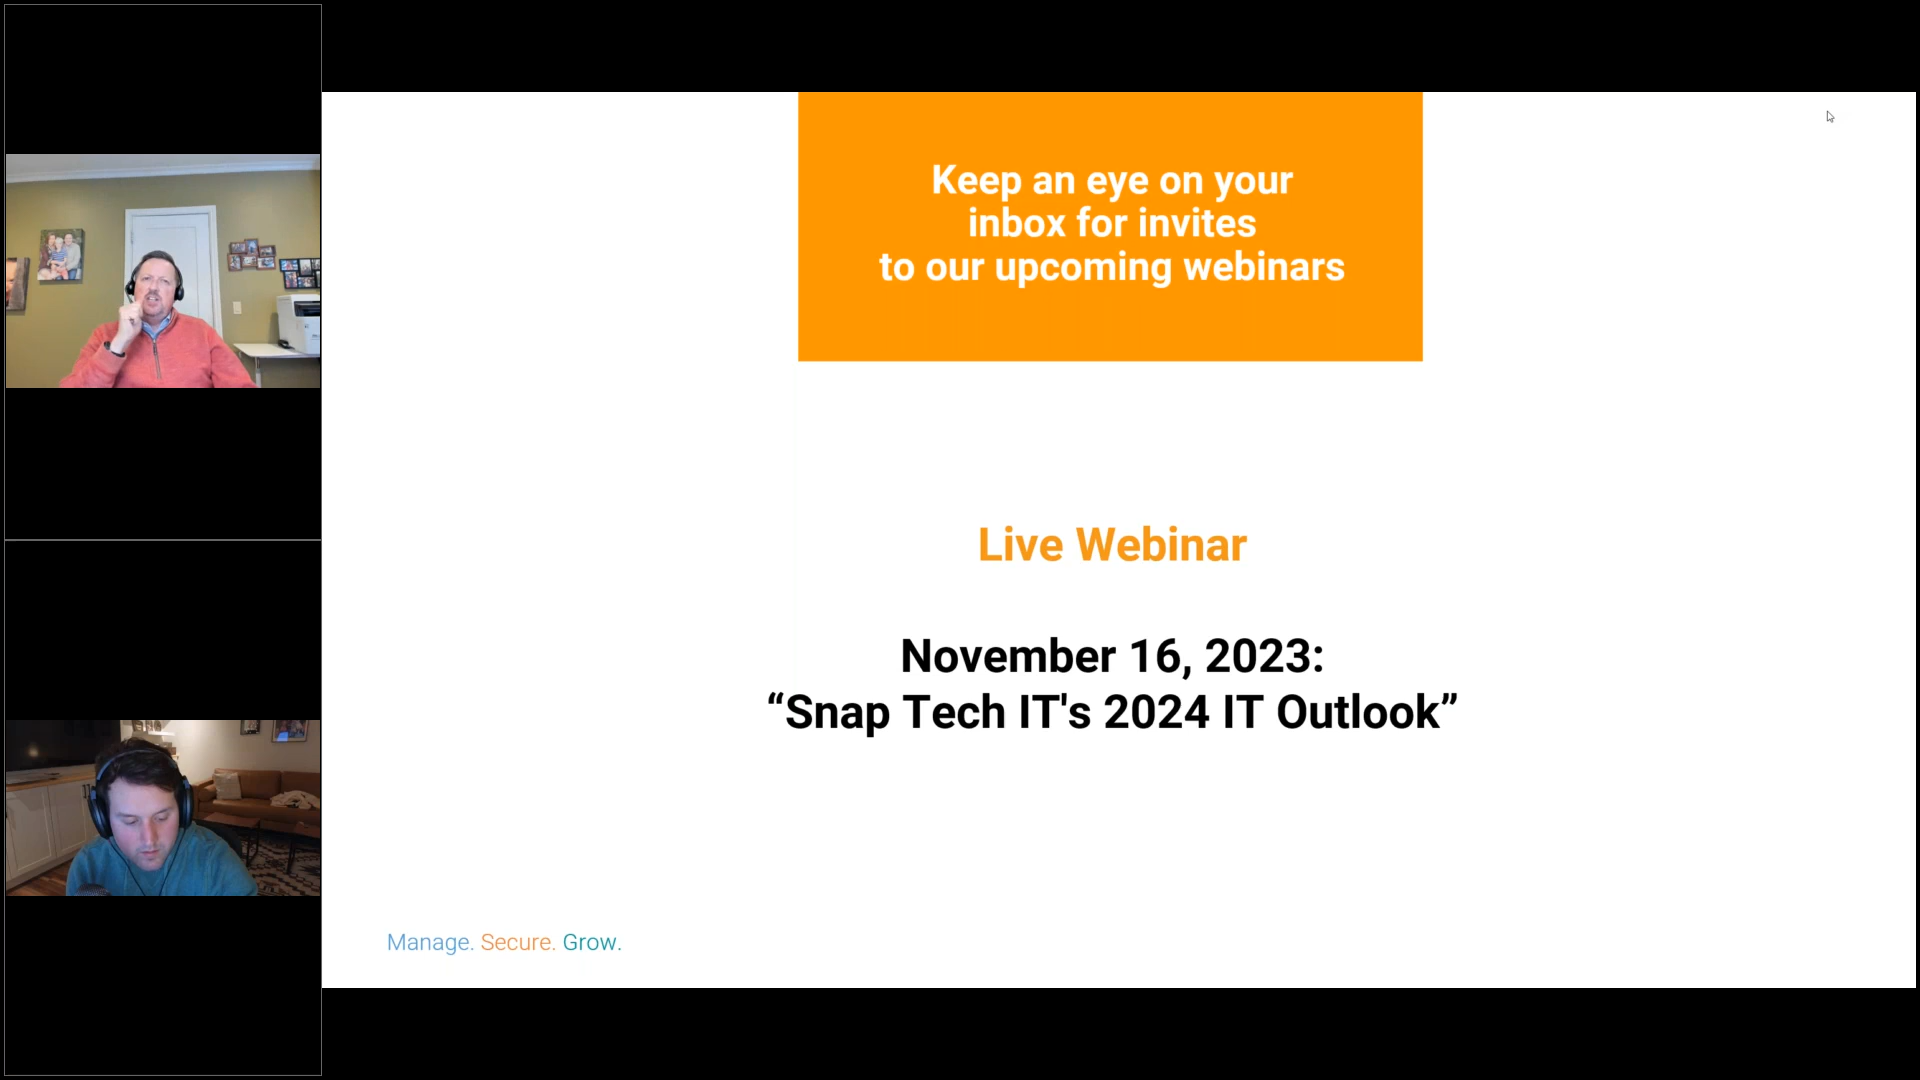 Keep an eye on your
inbox for invites
to our upcoming webinars
Live Webinar
November 16, 2023:
“Snap Tech IT's 2024 IT Outlook”
Manage. Secure. Grow.